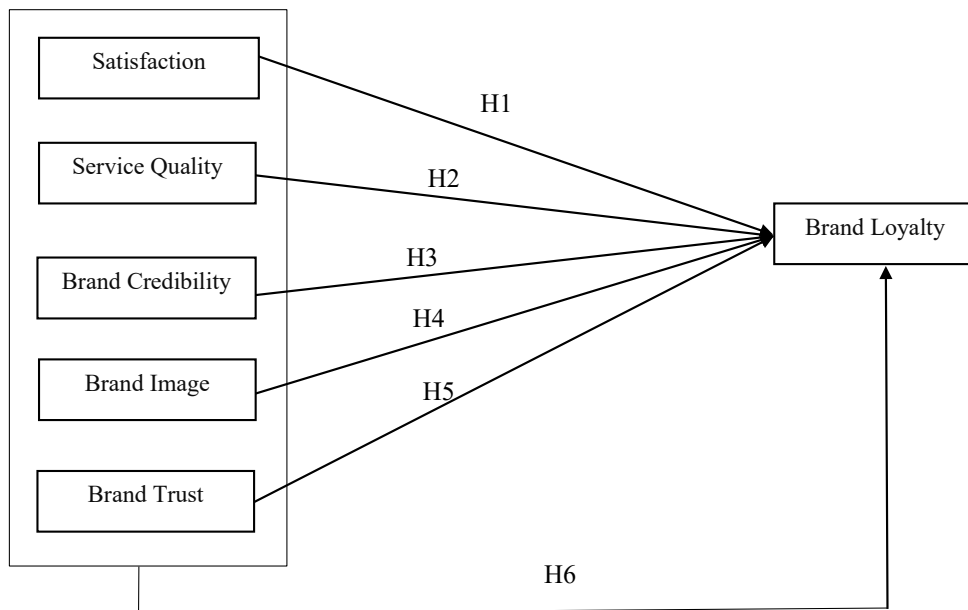 Satisfaction
H1
Service Quality
H2
Brand Loyalty
Brand Credibility
H3
H4
Brand Image
H5
Brand Trust
H6